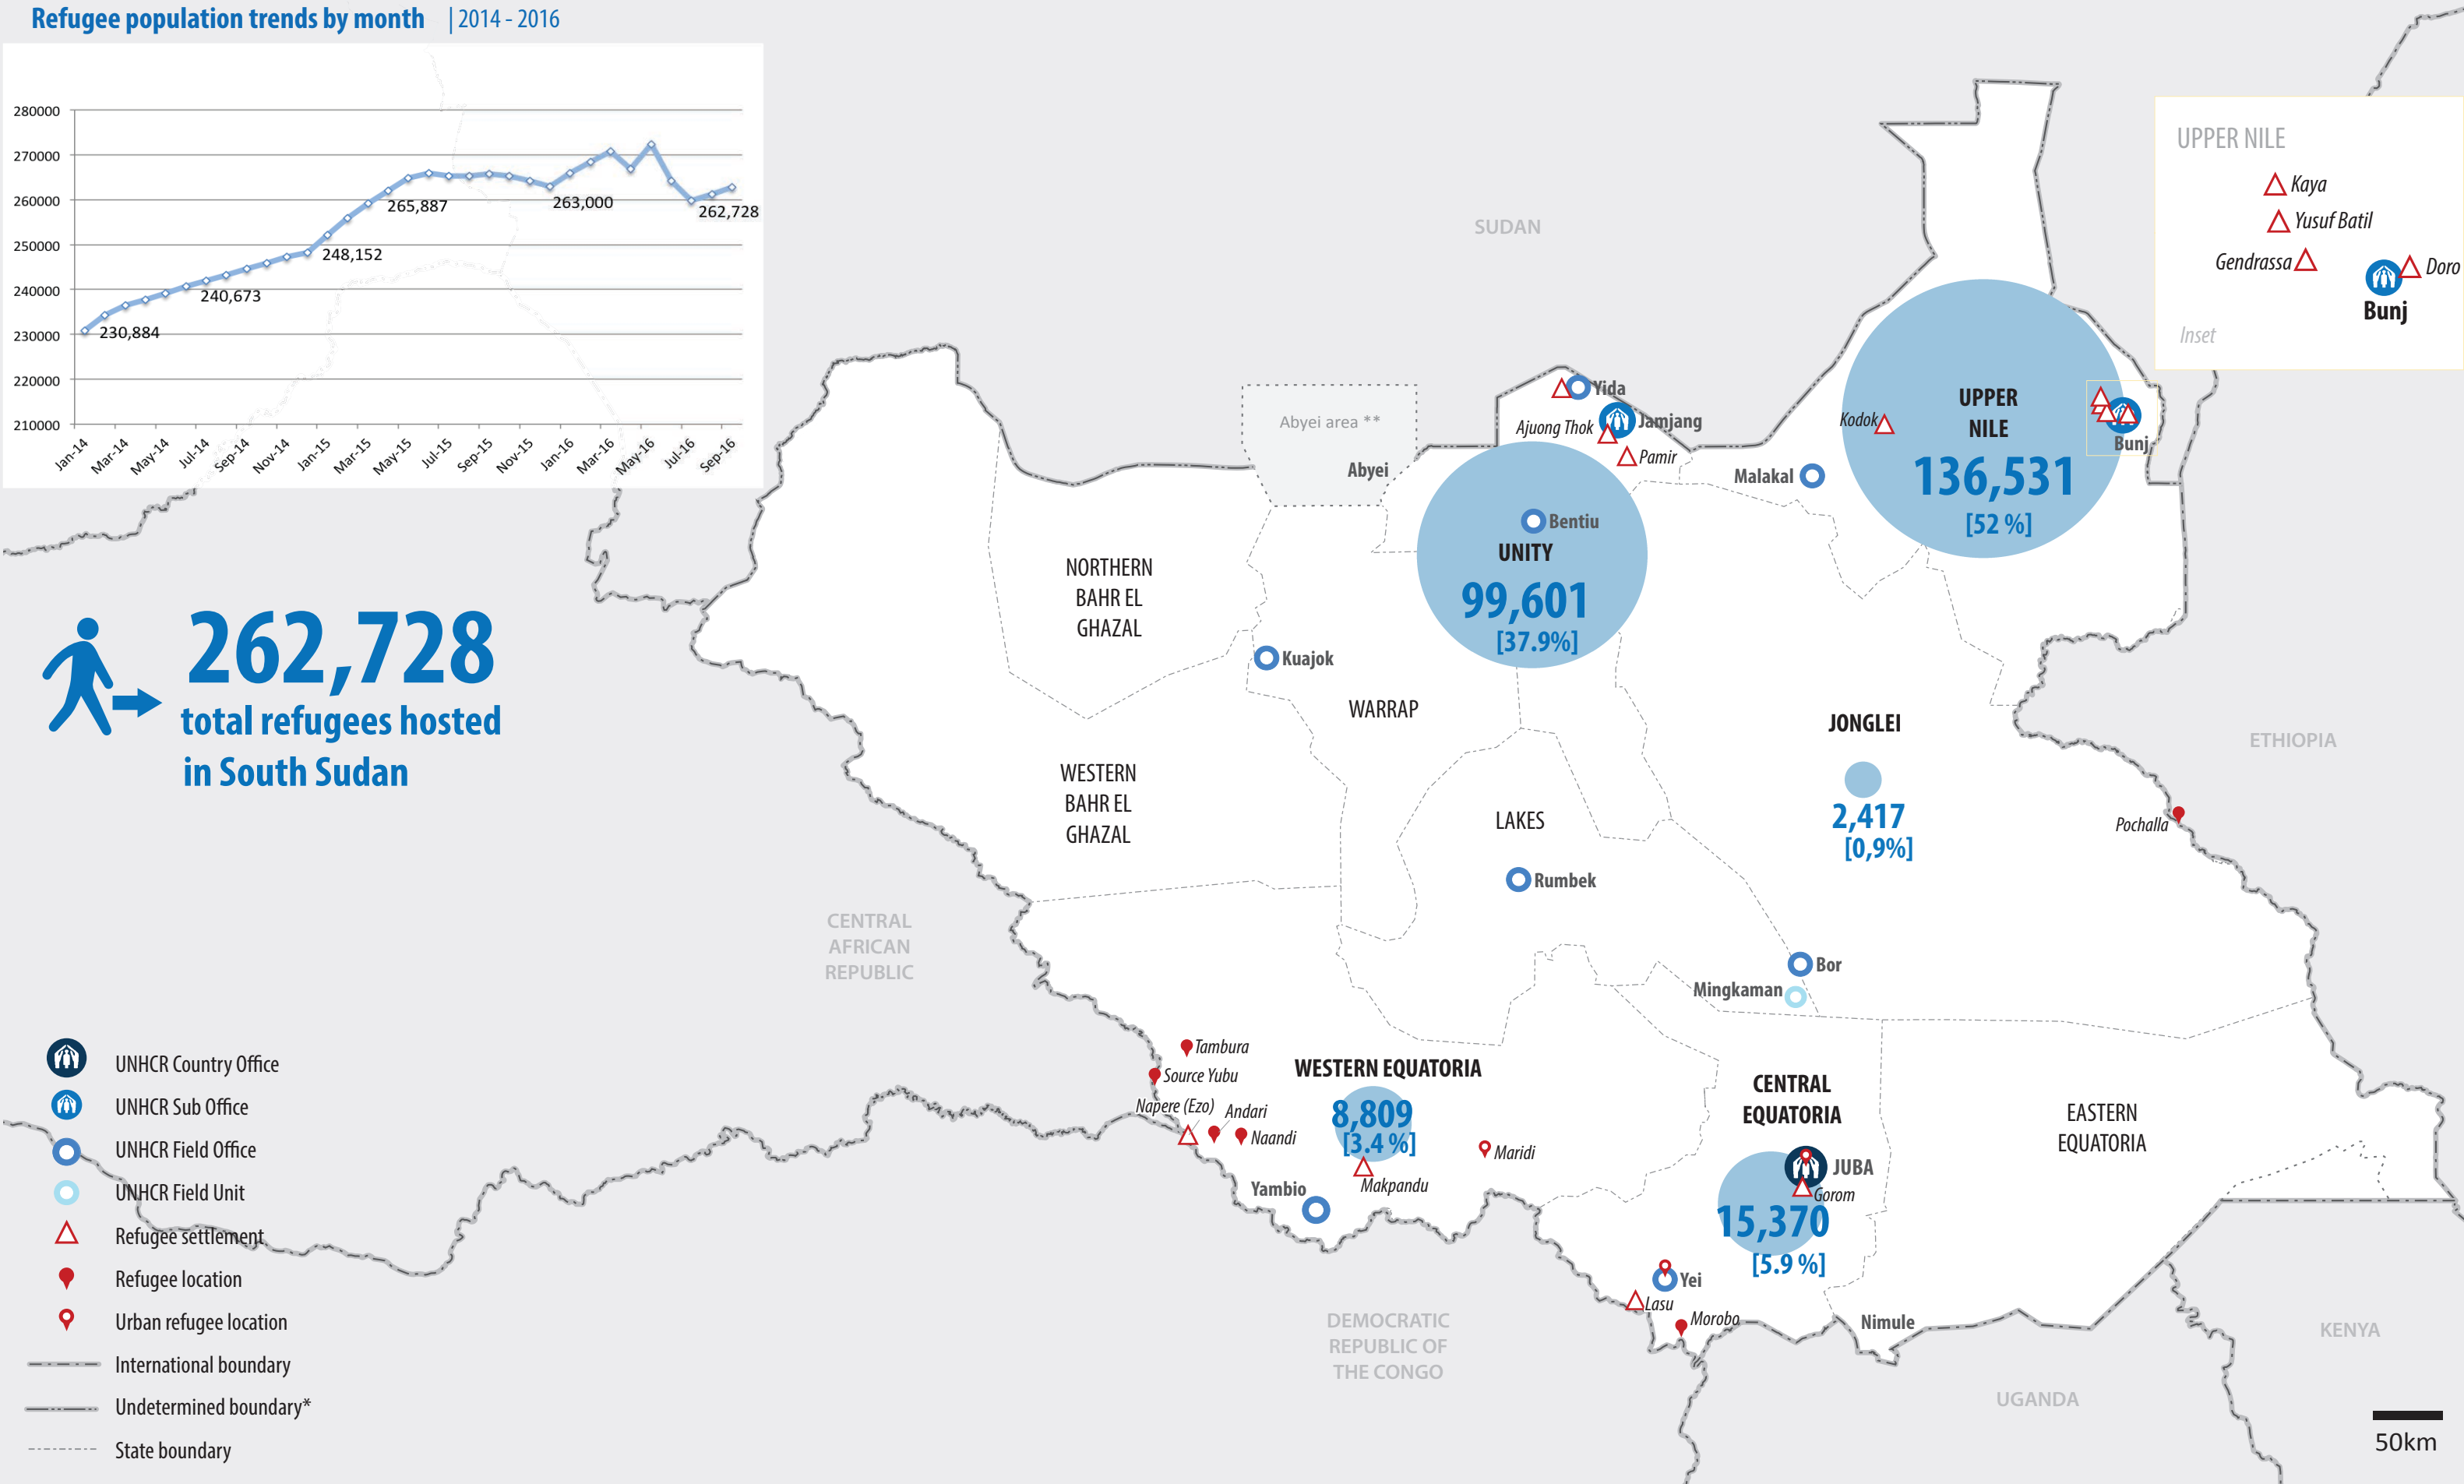 Refugee population trends by month | 2014 - 2016
280000
270000
260000
250000
240000
230000
220000
210000
230,884
240,673
248,152
265,887
263,000
262,728
Jan-14
Mar-14
May-14
Jul-14
Sep-14
Nov-14
Jan-15
Mar-15
May-15
Jul-15
Sep-15
Nov-15
Jan-16
Mar-16
May-16
Jul-16
Sep-16
262,728
total refugees hosted
in South Sudan
UNHCR Country Office
UNHCR Sub Office
UNHCR Field Office
UNHCR Field Unit
Refugee settlement
Refugee location
Urban refugee location
International boundary
Undetermined boundary*
State boundary
SUDAN
Abyei area **
Abyei
Yida
Jamjang
Ajuong Thok
Pamir
Malakal
Kodok
UPPER
NILE
136,531
[52 %]
Bunj
UPPER NILE
Kaya
Yusuf Batil
Gendrassa
Doro
Bunj
Inset
Bentiu
UNITY
99,601
[37.9%]
NORTHERN
BAHR EL
GHAZAL
Kuajok
WARRAP
WESTERN
BAHR EL
GHAZAL
LAKES
Rumbek
JONGLEI
2,417
[0,9%]
Pochalla
ETHIOPIA
CENTRAL
AFRICAN
REPUBLIC
Bor
Mingkaman
Tambura
Source Yubu
Napere (Ezo)
Andari
Naandi
WESTERN EQUATORIA
8,809
[3.4 %]
Makpandu
Maridi
Yambio
CENTRAL
EQUATORIA
JUBA
Gorom
15,370
[5.9 %]
EASTERN
EQUATORIA
Yei
Lasu
Morobo
Nimule
DEMOCRATIC
REPUBLIC OF
THE CONGO
UGANDA
KENYA
50km